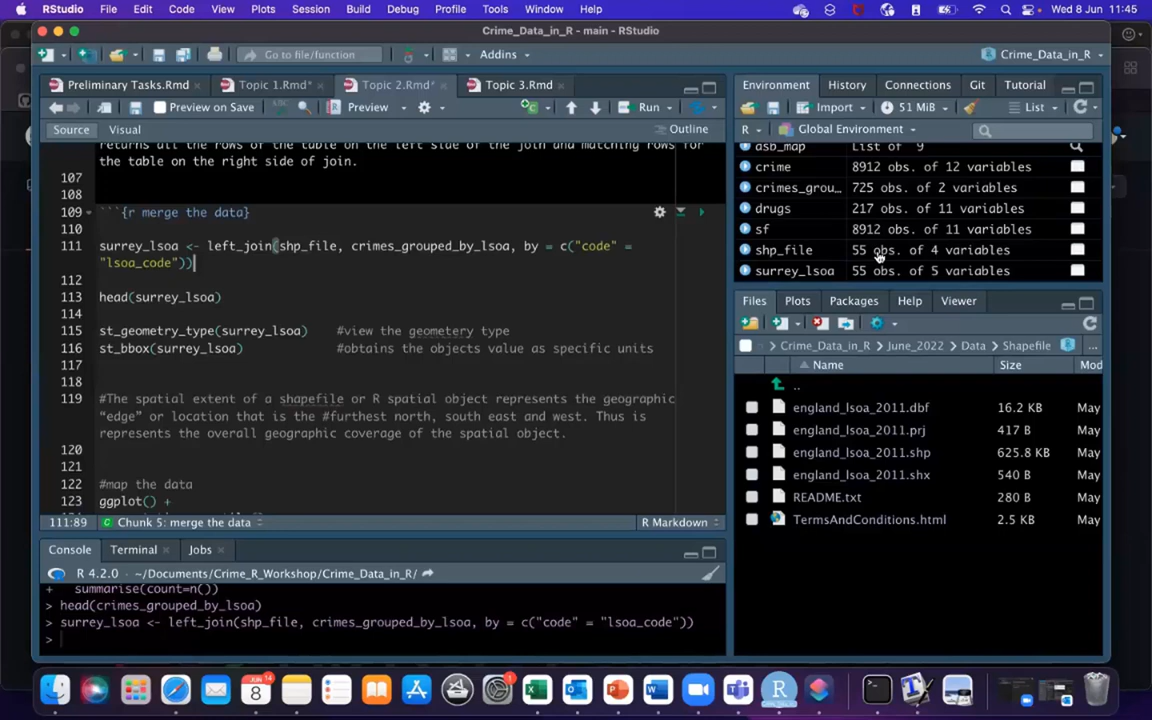 RStudio File Edit Code View Plots Session Build Debug Profile Tools Window Help Wed 8 Jun 11:45
Crime_Data_in_R - main - RStudio
Go to file/function Addins Crime_Data_in_R
Preliminary Tasks.Rmd Topic 1.Rmd* Topic 2.Rmd* Topic 3.Rmd
Preview on Save Preview Run
Source Visual Outline
returns all the rows of the table on the left side of the join and matching rows for
the table on the right side of join.
107
108
109 ```{r merge the data}
110
111 surrey_lsoa <- left_join(shp_file, crimes_grouped_by_lsoa, by = c("code" =
"lsoa_code"))
112
113 head(surrey_lsoa)
114
115 st_geometry_type(surrey_lsoa) #view the geometery type
116 st_bbox(surrey_lsoa) #obtains the objects value as specific units
117
118
119 #The spatial extent of a shapefile or R spatial object represents the geographic
"edge" or location that is the #furthest north, south east and west. Thus is
represents the overall geographic coverage of the spatial object.
120
121
122 #map the data
123 ggplot() +
111:89 Chunk 5: merge the data R Markdown
Console Terminal Jobs
R 4.2.0 · ~/Documents/Crime_R_Workshop/Crime_Data_in_R/
+ summarise(count=n())
> head(crimes_grouped_by_lsoa)
> surrey_lsoa <- left_join(shp_file, crimes_grouped_by_lsoa, by = c("code" = "lsoa_code"))
>
Environment History Connections Git Tutorial
Import 51 MiB List
R Global Environment
asb_map List of 9
crime 8912 obs. of 12 variables
crimes_grou… 725 obs. of 2 variables
drugs 217 obs. of 11 variables
sf 8912 obs. of 11 variables
shp_file 55 obs. of 4 variables
surrey_lsoa 55 obs. of 5 variables
Files Plots Packages Help Viewer
Crime_Data_in_R June_2022 Data Shapefile ...
Name Size Mod
..
england_lsoa_2011.dbf 16.2 KB May
england_lsoa_2011.prj 417 B May
england_lsoa_2011.shp 625.8 KB May
england_lsoa_2011.shx 540 B May
README.txt 280 B May
TermsAndConditions.html 2.5 KB May